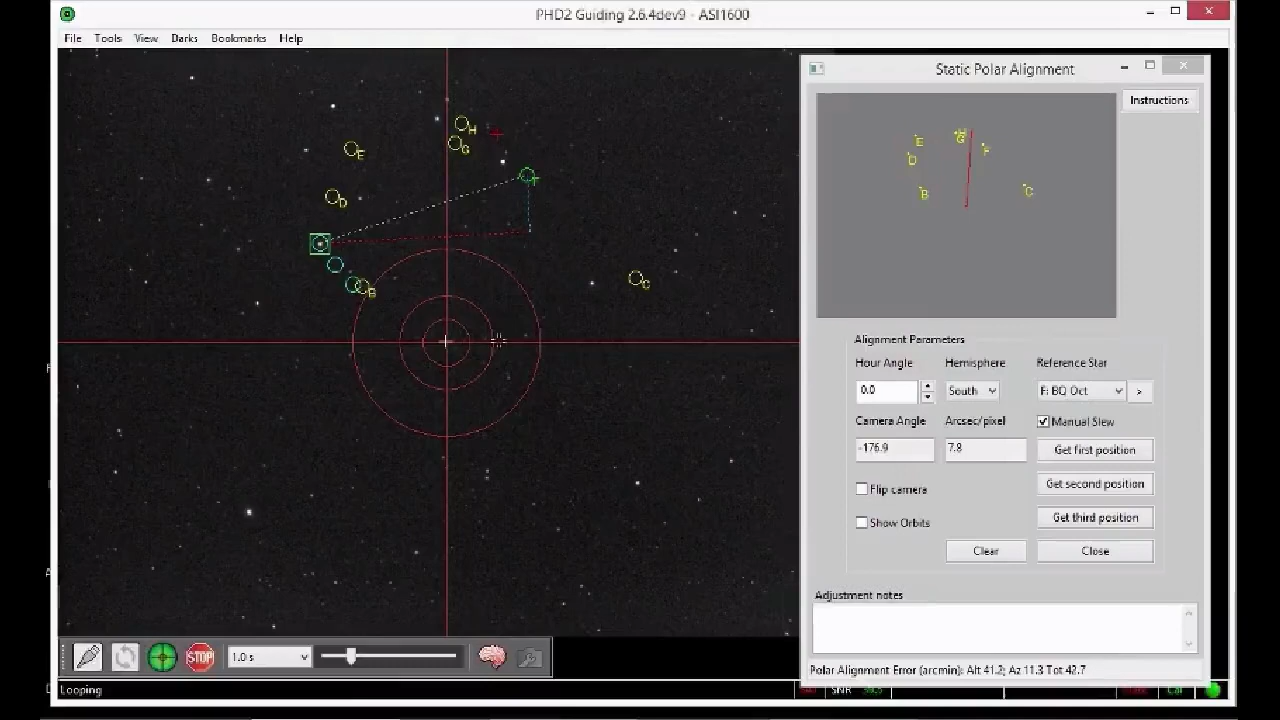 PHD2 Guiding 2.6.4dev9 - ASI1600
File Tools View Darks Bookmarks Help
Static Polar Alignment
Instructions
H
G
E
D
B
C
E
H
G
F
D
B
C
Alignment Parameters
Hour Angle Hemisphere Reference Star
0.0 South F: BQ Oct >
Camera Angle Arcsec/pixel Manual Slew
-176.9 7.8 Get first position
Flip camera Get second position
Show Orbits Get third position
Clear Close
Adjustment notes
STOP 1.0 s
Polar Alignment Error (arcmin): Alt 41.2; Az 11.3 Tot 42.7
Looping SNR Cal